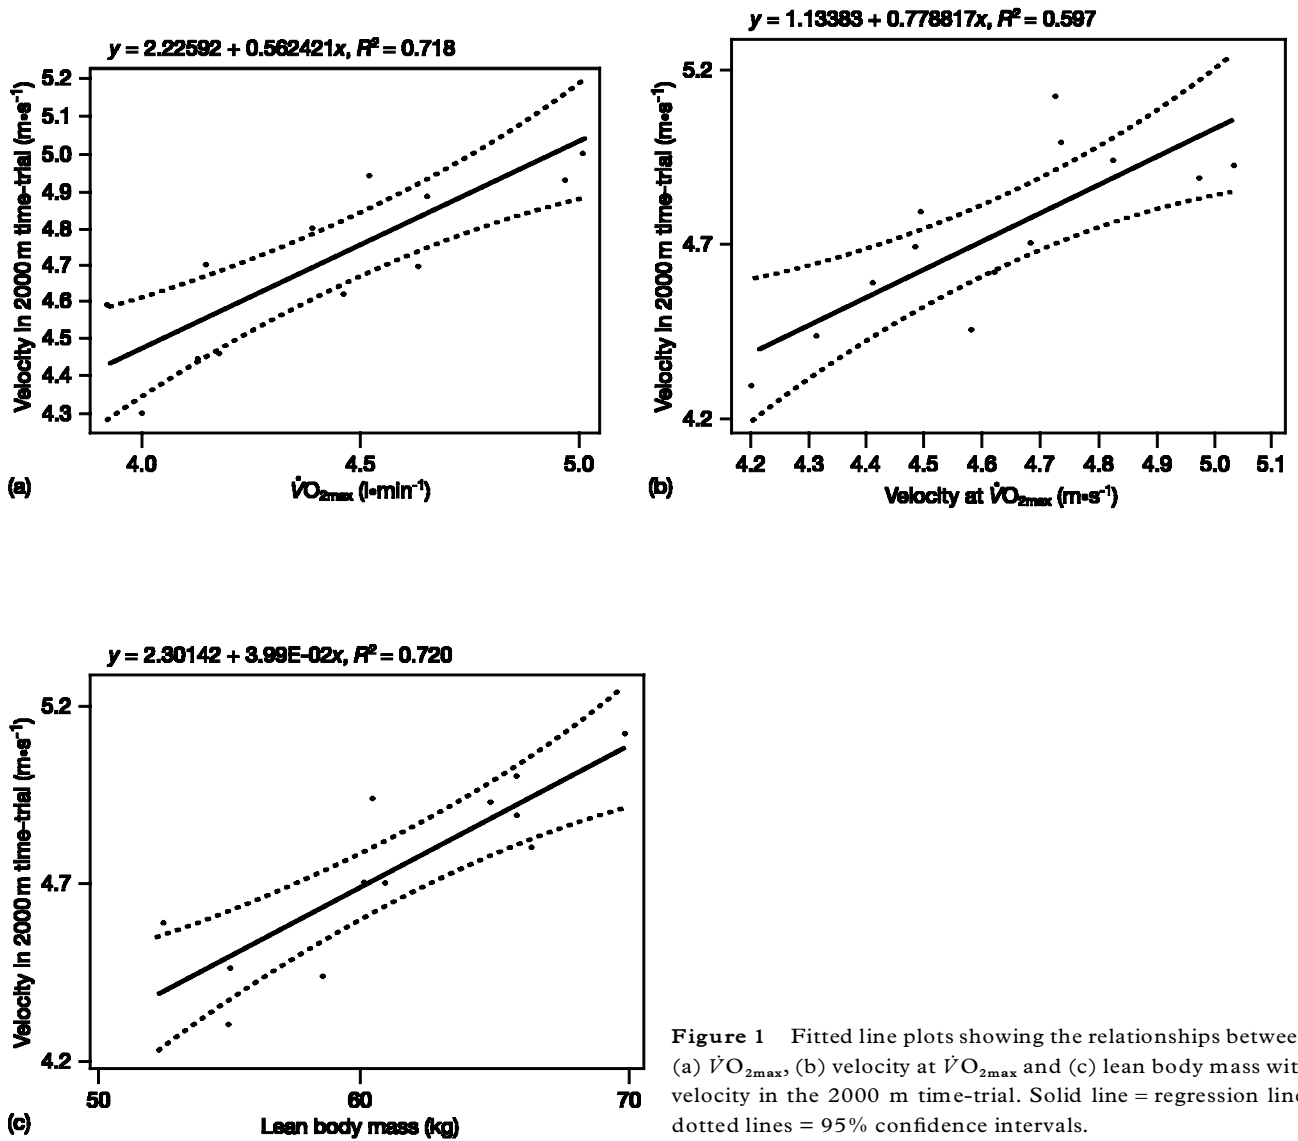 y = 2.22592 + 0.562421x, R² = 0.718
Velocity in 2000 m time-trial (m•s⁻¹)
5.2
5.1
5.0
4.9
4.8
4.7
4.6
4.5
4.4
4.3
4.0 4.5 5.0
V̇O₂max (l•min⁻¹)
(a)
y = 1.13383 + 0.778817x, R² = 0.597
Velocity in 2000 m time-trial (m•s⁻¹)
5.2
4.7
4.2
4.2 4.3 4.4 4.5 4.6 4.7 4.8 4.9 5.0 5.1
Velocity at V̇O₂max (m•s⁻¹)
(b)
y = 2.30142 + 3.99E-02x, R² = 0.720
Velocity in 2000 m time-trial (m•s⁻¹)
5.2
4.7
4.2
50 60 70
Lean body mass (kg)
(c)
Figure 1 Fitted line plots showing the relationships betwee
(a) V̇O₂max, (b) velocity at V̇O₂max and (c) lean body mass wit
velocity in the 2000 m time-trial. Solid line = regression line
dotted lines = 95% confidence intervals.